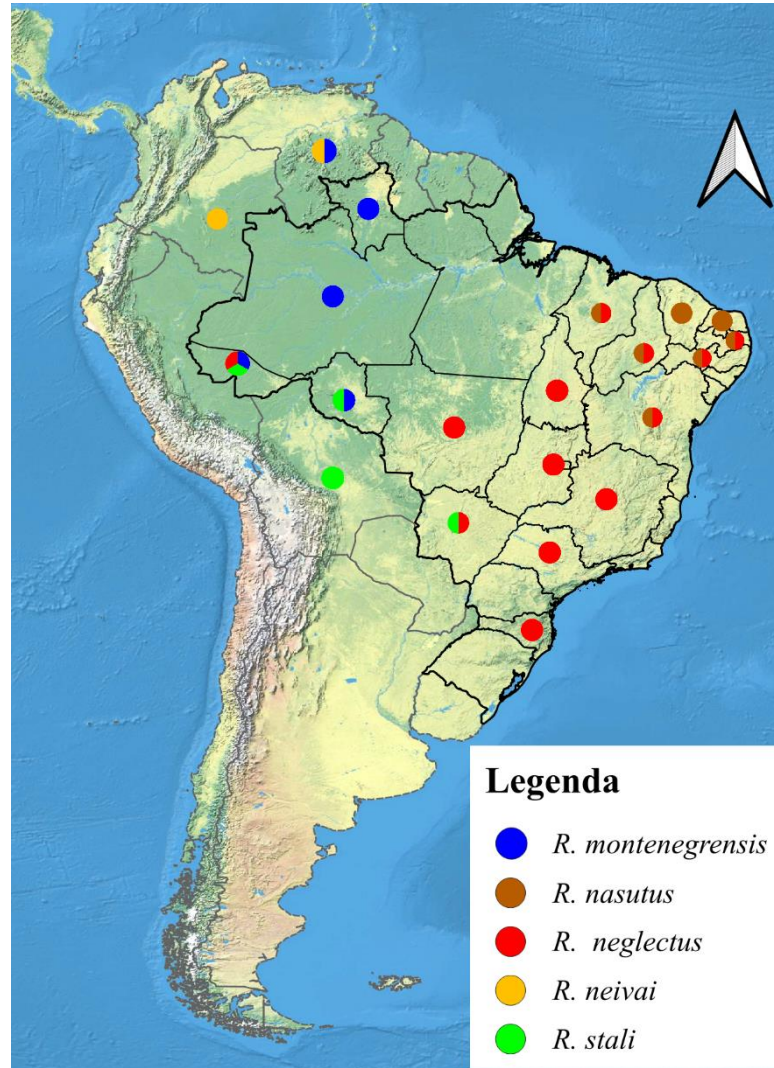 Legenda
R. montenegrensis
R. nasutus
R. neglectus
R. neivai
R. stali